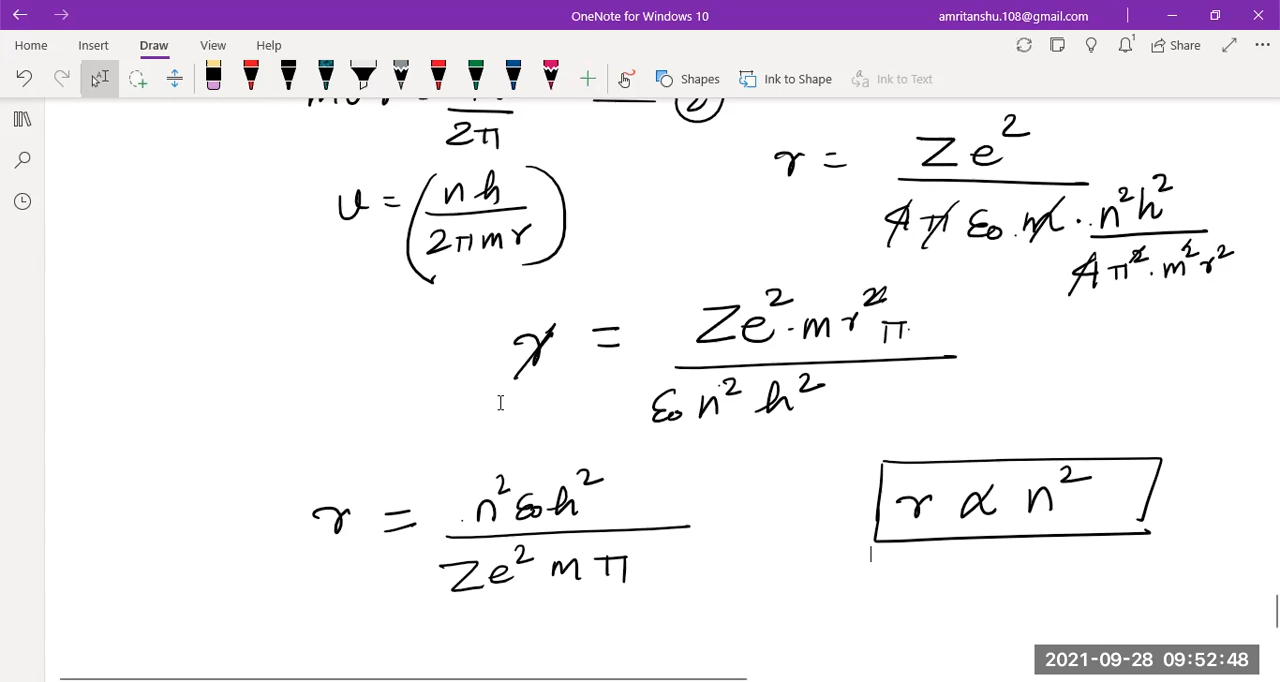 OneNote for Windows 10
amritanshu.108@gmail.com
Home Insert Draw View Help
Share
Shapes Ink to Shape Ink to Text
2π
②
v = (nh / 2πmr)
r = Ze² / 4πε₀ . m . n²h² / 4π² . m² r²
r = Ze² . m r² π / ε₀ n² h²
r = n² ε₀ h² / Ze² m π
r ∝ n²
2021-09-28 09:52:48